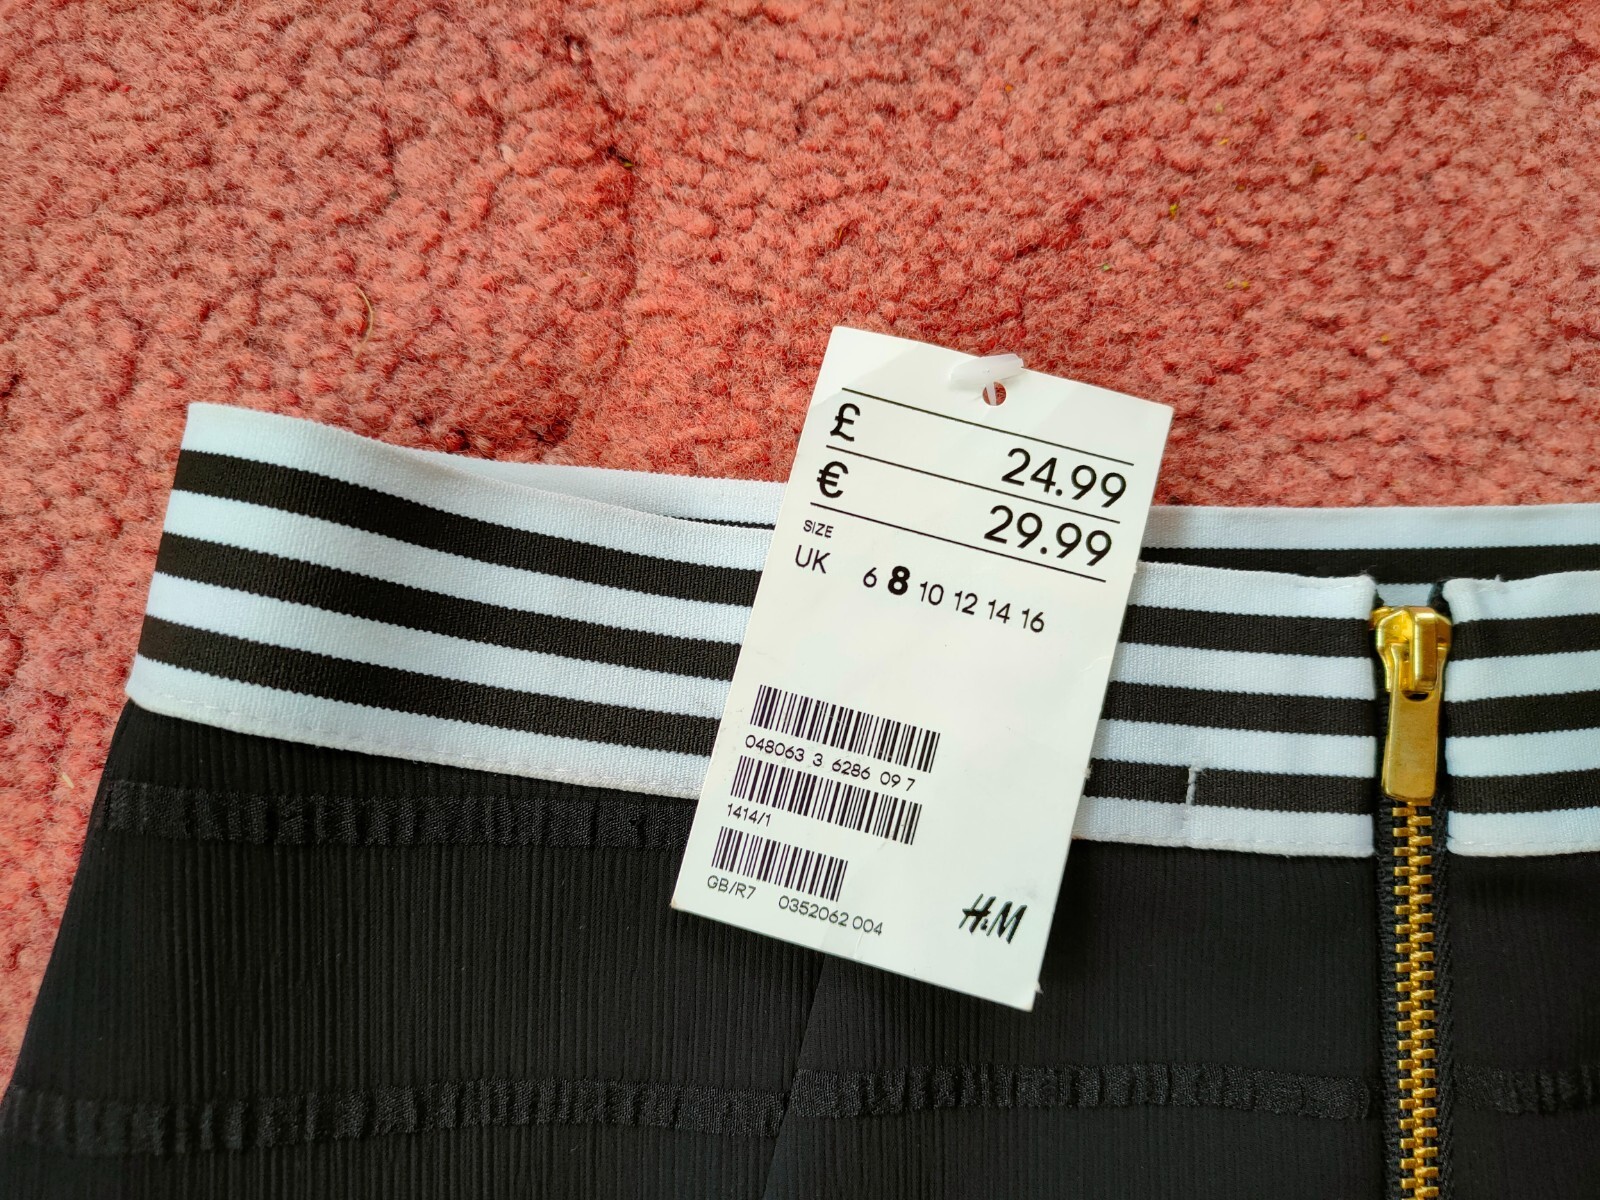 £ 24.99
€ 29.99
SIZE
UK 6 8 10 12 14 16
048063 3 6286 09 7
1414/1
GB/R7 0352062 004
H&M